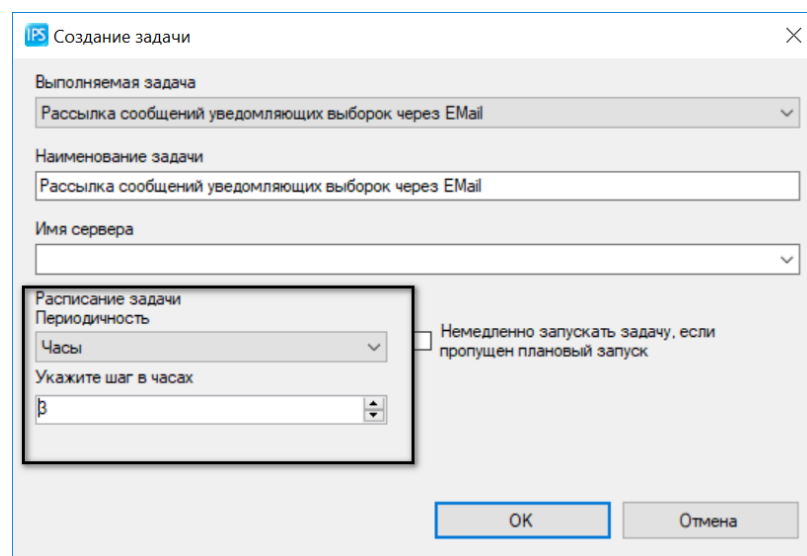 IPS Создание задачи
Выполняемая задача
Рассылка сообщений уведомляющих выборок через EMail
Наименование задачи
Рассылка сообщений уведомляющих выборок через EMail
Имя сервера
Расписание задачи
Периодичность
Часы
Немедленно запускать задачу, если
пропущен плановый запуск
Укажите шаг в часах
3
OK
Отмена